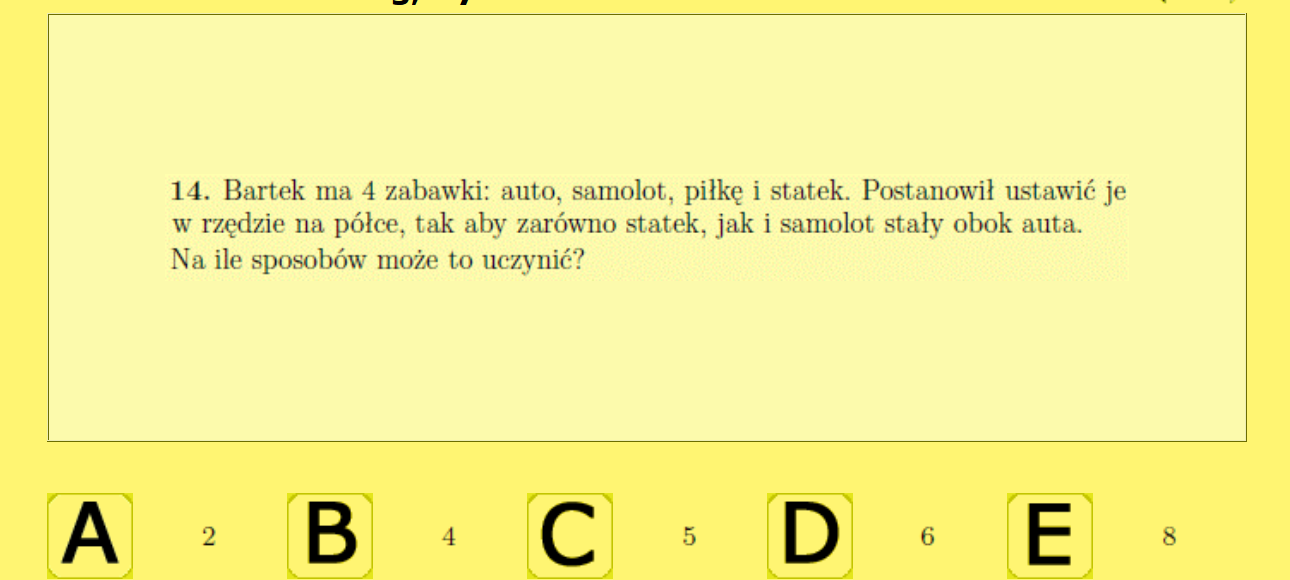 14. Bartek ma 4 zabawki: auto, samolot, piłkę i statek. Postanowił ustawić je
w rzędzie na półce, tak aby zarówno statek, jak i samolot stały obok auta.
Na ile sposobów może to uczynić?
A 2 B 4 C 5 D 6 E 8